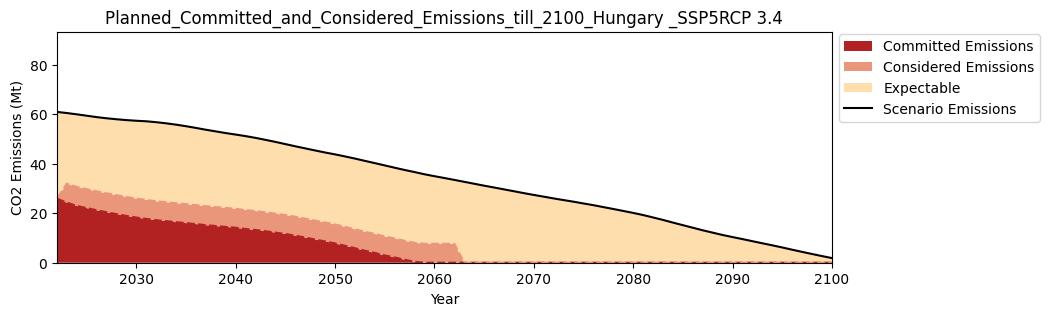 Planned_Committed_and_Considered_Emissions_till_2100_Hungary _SSP5RCP 3.4
CO2 Emissions (Mt)
80
60
40
20
0
2030 2040 2050 2060 2070 2080 2090 2100
Year
Committed Emissions
Considered Emissions
Expectable
Scenario Emissions